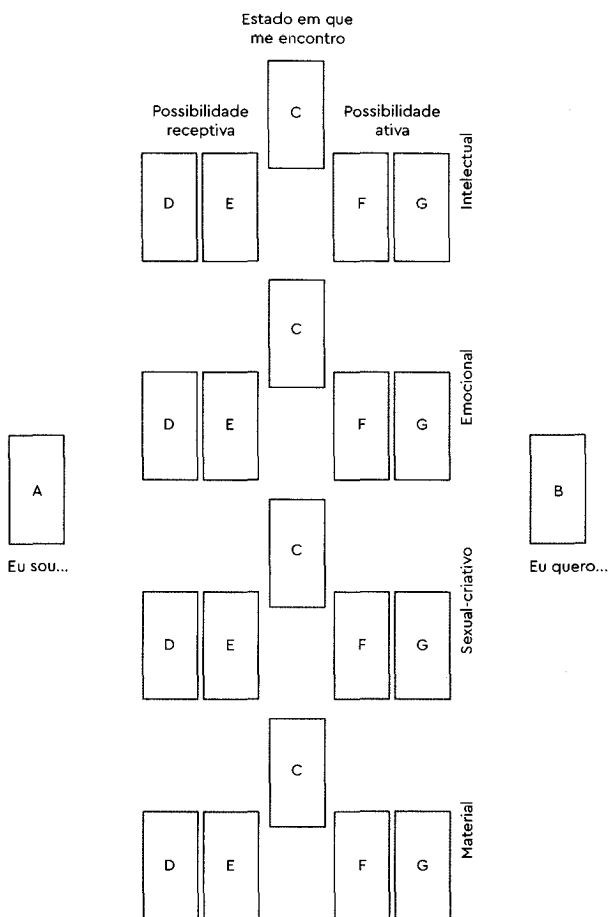 Estado em que
me encontro
C
Possibilidade
receptiva
Possibilidade
ativa
D E F G
Intelectual
C
D E F G
Emocional
A
Eu sou...
B
Eu quero...
C
D E F G
Sexual-criativo
C
D E F G
Material